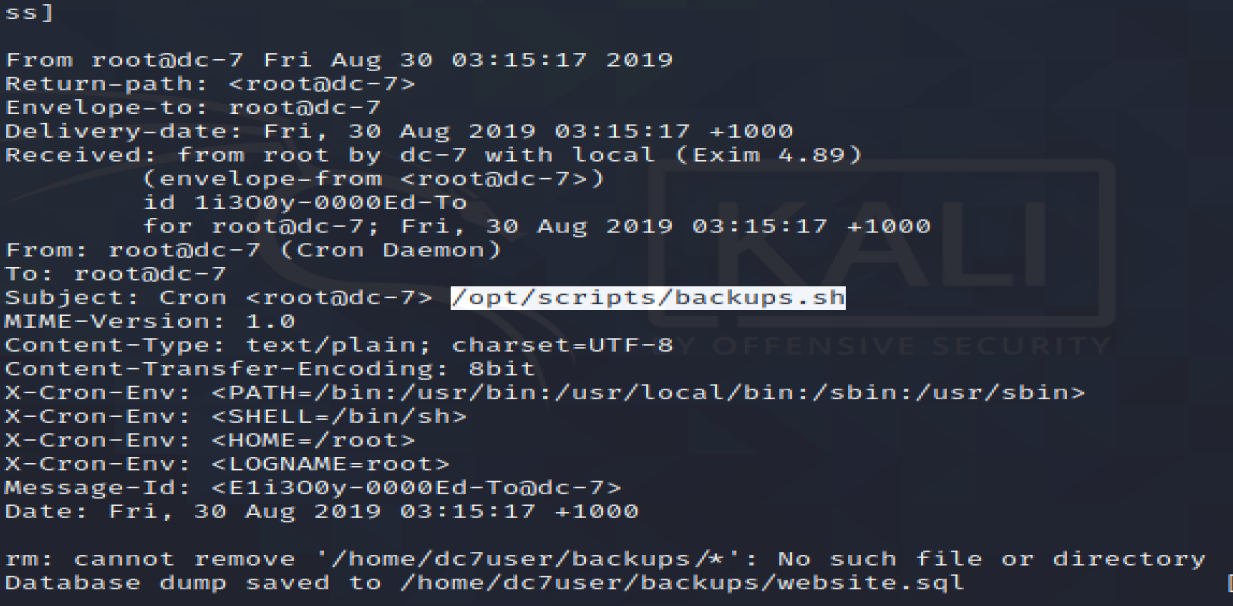 ss]
From root@dc-7 Fri Aug 30 03:15:17 2019
Return-path: <root@dc-7>
Envelope-to: root@dc-7
Delivery-date: Fri, 30 Aug 2019 03:15:17 +1000
Received: from root by dc-7 with local (Exim 4.89)
(envelope-from <root@dc-7>)
id 1i3O0y-0000Ed-To
for root@dc-7; Fri, 30 Aug 2019 03:15:17 +1000
From: root@dc-7 (Cron Daemon)
To: root@dc-7
Subject: Cron <root@dc-7> /opt/scripts/backups.sh
MIME-Version: 1.0
Content-Type: text/plain; charset=UTF-8
Content-Transfer-Encoding: 8bit
X-Cron-Env: <PATH=/bin:/usr/bin:/usr/local/bin:/sbin:/usr/sbin>
X-Cron-Env: <SHELL=/bin/sh>
X-Cron-Env: <HOME=/root>
X-Cron-Env: <LOGNAME=root>
Message-Id: <E1i3O0y-0000Ed-To@dc-7>
Date: Fri, 30 Aug 2019 03:15:17 +1000
rm: cannot remove '/home/dc7user/backups/*': No such file or directory
Database dump saved to /home/dc7user/backups/website.sql [
KALI
BY OFFENSIVE SECURITY